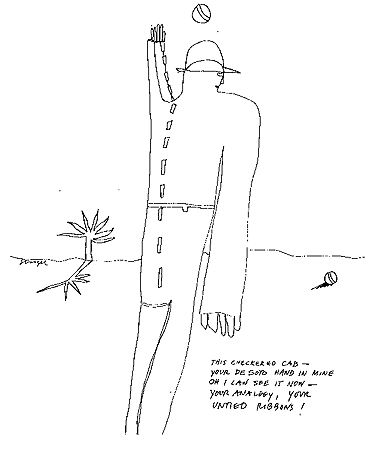 THIS CHECKERED CAB —
YOUR DE SOTO HAND IN MINE
OH I CAN SEE IT NOW —
YOUR ANALOGY, YOUR
UNTIED RIBBONS!